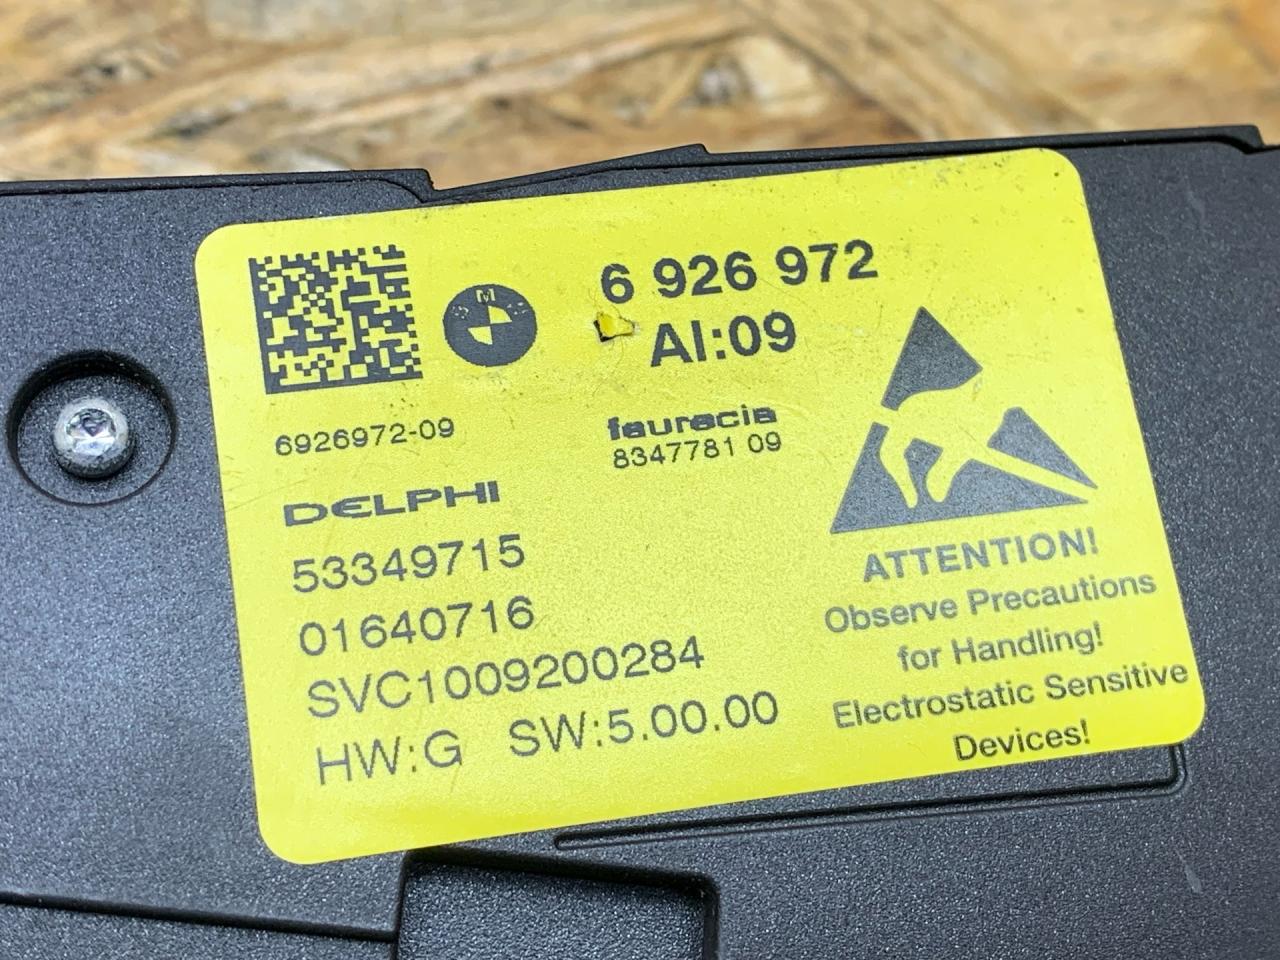 6 926 972
AI:09
6926972-09
faurecia
8347781 09
DELPHI
53349715
01640716
SVC1009200284
HW:G SW:5.00.00
ATTENTION!
Observe Precautions
for Handling!
Electrostatic Sensitive
Devices!